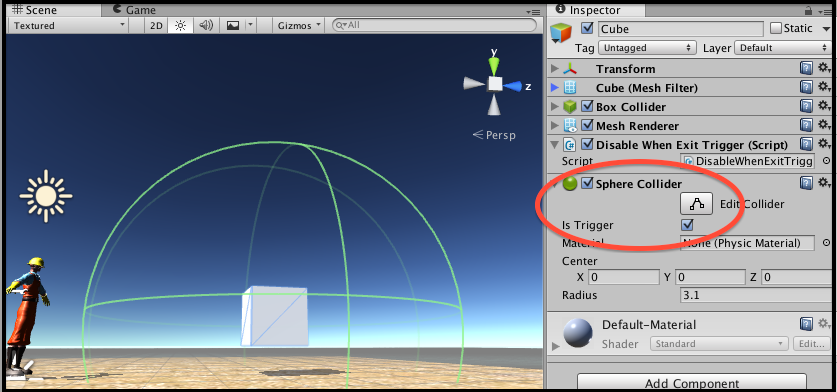 Scene
Game
Textured
2D
Gizmos
All
y
z
Persp
Inspector
Cube
Static
Tag Untagged Layer Default
Transform
Cube (Mesh Filter)
Box Collider
Mesh Renderer
Disable When Exit Trigger (Script)
Script DisableWhenExitTrigg
Sphere Collider
Edit Collider
Is Trigger
Material None (Physic Material)
Center
X 0 Y 0 Z 0
Radius 3.1
Default-Material
Shader Standard Edit...
Add Component